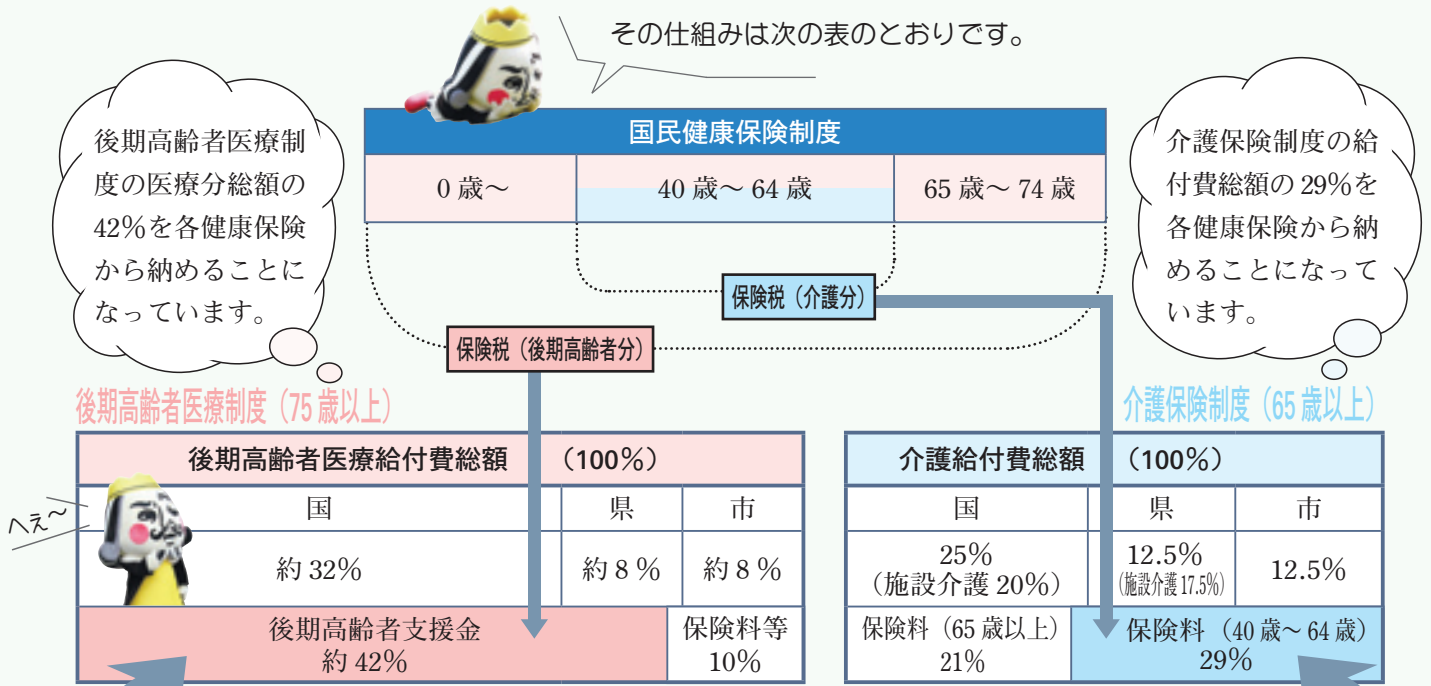 その仕組みは次の表のとおりです。
後期高齢者医療制
度の医療分総額の
42%を各健康保険
から納めることに
なっています。
国民健康保険制度
0歳～
40歳～64歳
65歳～74歳
介護保険制度の給
付費総額の29%を
各健康保険から納
めることになって
います。
保険税（介護分）
保険税（後期高齢者分）
後期高齢者医療制度（75歳以上）
後期高齢者医療給付費総額　（100%）
国
県
市
へえ～
約32%
約8%
約8%
後期高齢者支援金
約42%
保険料等
10%
介護保険制度（65歳以上）
介護給付費総額　（100%）
国
県
市
25%
（施設介護20%）
12.5%
（施設介護17.5%）
12.5%
保険料（65歳以上）
21%
保険料（40歳～64歳）
29%